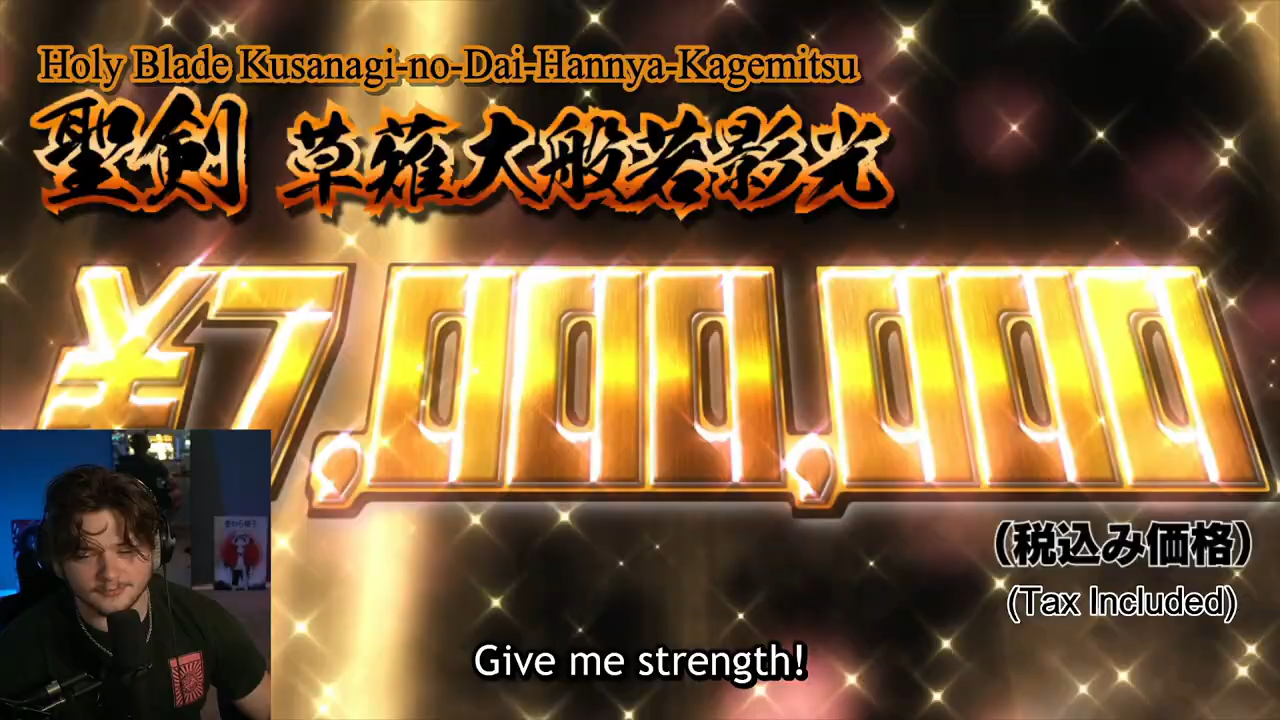 Holy Blade Kusanagi-no-Dai-Hannya-Kagemitsu
聖剣 草薙大般若影光
¥7,000,000
(税込み価格)
(Tax Included)
Give me strength!